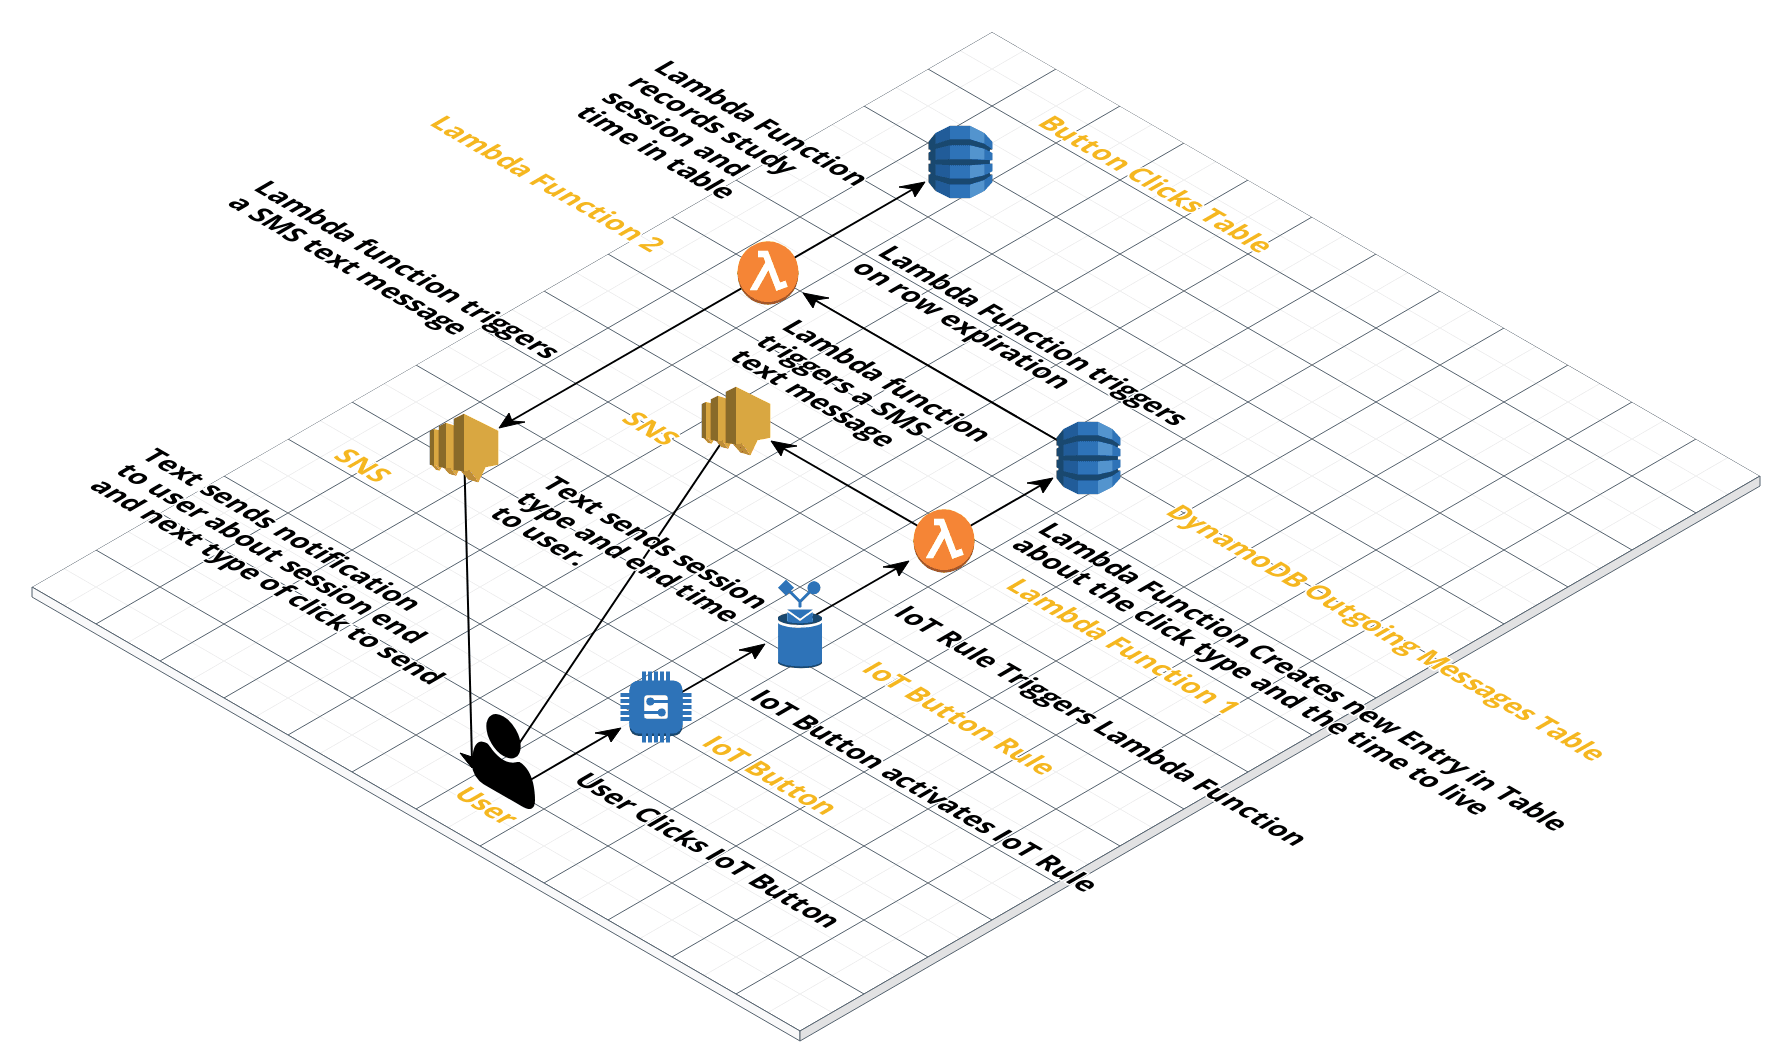 Lambda Function
records study
session and
time in table
Button Clicks Table
Lambda Function 2
Lambda function triggers
a SMS text message
Lambda Function triggers
on row expiration
Lambda function
triggers a SMS
text message
SNS
SNS
Text sends notification
to user about session end
and next type of click to send
Text sends session
type and end time
to user.
DynamoDB Outgoing Messages Table
Lambda Function Creates new Entry in Table
about the click type and the time to live
Lambda Function 1
IoT Rule Triggers Lambda Function
IoT Button Rule
IoT Button activates IoT Rule
IoT Button
User Clicks IoT Button
User